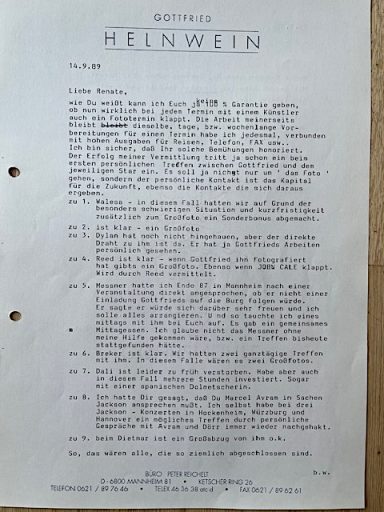 GOTTFRIED
HELNWEIN
14.9.89
Liebe Renate,
keine
wie Du weißt kann ich Euch ja 100 % Garantie geben,
ob nun wirklich bei jedem Termin mit einem Künstler
auch ein Fototermin klappt. Die Arbeit meinerseits
bleibt bleibt dieselbe, tage, bzw. wochenlange Vor-
bereitungen für einen Termin habe ich jedesmal, verbunden
mit hohen Ausgaben für Reisen, Telefon, FAX usw..
Ich bin sicher, daß Ihr solche Bemühungen honoriert.
Der Erfolg meiner Vermittlung tritt ja schon ein beim
ersten persönlichen Treffen zwischen Gottfried und dem
jeweiligen Star ein. Es soll ja nicht nur um ' das Foto '
gehen, sondern der persönliche Kontakt ist das Kapital
für die Zukunft, ebenso die Kontakte die sich daraus
ergeben.
zu 1. Walesa - in diesem Fall hatten wir auf Grund der
besonders schwierigen Situation und kurzfristigkeit
zusätzlich zum Großfoto ein Sonderbonus abgemacht.
zu 2. ist klar - ein Großfoto
zu 3. Dylan hat noch nicht hingehauen, aber der direkte
Draht zu ihm ist da. Er hat ja Gottfrieds Arbeiten
persönlich gesehen.
zu 4. Reed ist klar - wenn Gottfried ihn fotografiert
hat gibts ein Großfoto. Ebenso wenn JOHN CALE klappt.
Wird durch Reed vermittelt.
zu 5. Messner hatte ich Ende 87 in Mannheim nach einer
Veranstaltung direkt angesprochen, ob er nicht einer
Einladung Gottfrieds auf die Burg folgen würde.
Er sagte er würde sich darüber sehr freuen und ich
solle alles arrangieren. U nd so tauchte ich eines
mittags mit ihm bei Euch auf. Es gab ein gemeinsames
Mittagessen. Ich glaube nicht das Messner ohne
meine Hilfe gekommen wäre, bzw. ein Treffen bisheute
stattgefunden hätte.
zu 6. Breker ist klar. Wir hatten zwei ganztägige Treffen
mit ihm. In diesem Falle wären es zwei Großfotos.
zu 7. Dali ist leider zu früh verstorben. Habe aber auch
in diesem Fall mehrere Stunden investiert. Sogar
mit einer spanischen Dolmetscherin.
zu 8. Ich hatte Dir gesagt, daß Du Marcel Avram in Sachen
Jackson ansprechen mußt. Ich selbst habe bei drei
Jackson - Konzerten in Hockenheim, Würzburg und
Hannover ein mögliches Treffen durch persönliche
Gespräche mit Avram und Dörr immer wieder nachgehakt.
zu 9. beim Dietmar ist ein Großabzug von ihm o.k.
So, das wären alle, die so ziemlich abgeschlossen sind.
D.W.
BÜRO PETER REICHELT
D-6800 MANNHEIM 81 • KETSCHER RING 26
TELEFON 0621 / 89 76 46 • TELEX 46 36 38 atc d • FAX 0621 / 89 62 61